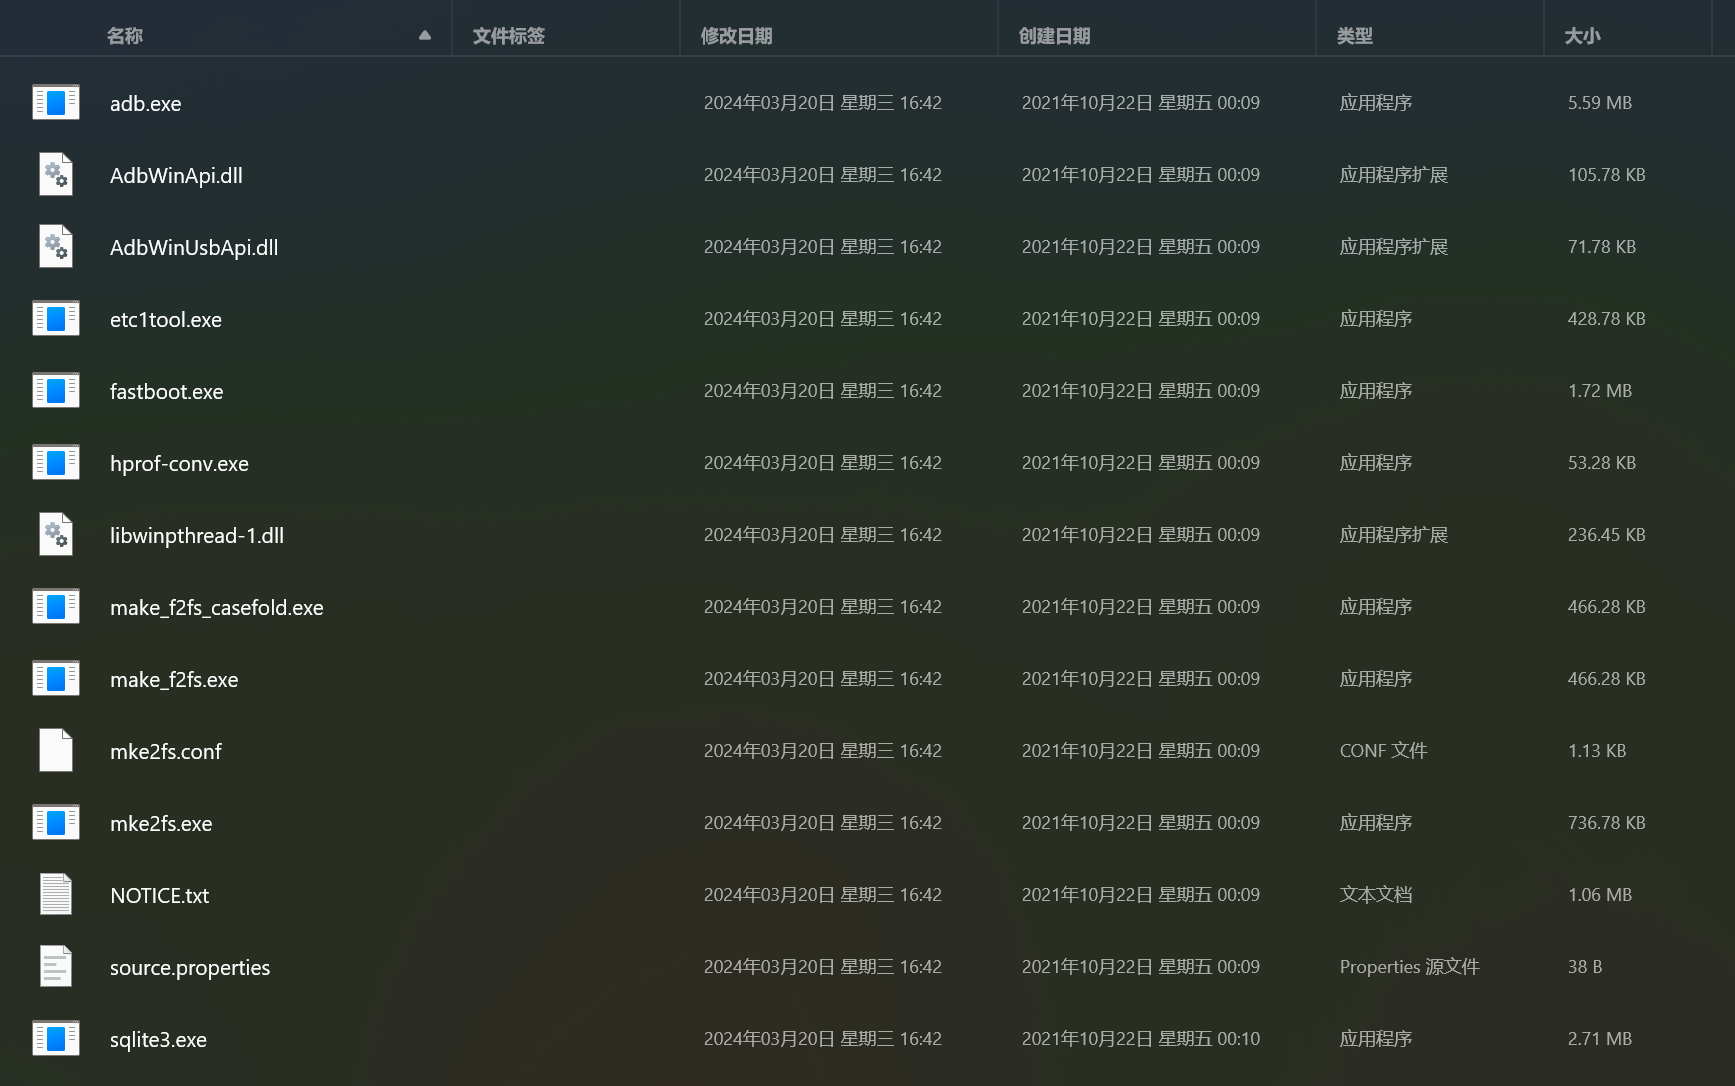 名称 文件标签 修改日期 创建日期 类型 大小
adb.exe 2024年03月20日 星期三 16:42 2021年10月22日 星期五 00:09 应用程序 5.59 MB
AdbWinApi.dll 2024年03月20日 星期三 16:42 2021年10月22日 星期五 00:09 应用程序扩展 105.78 KB
AdbWinUsbApi.dll 2024年03月20日 星期三 16:42 2021年10月22日 星期五 00:09 应用程序扩展 71.78 KB
etc1tool.exe 2024年03月20日 星期三 16:42 2021年10月22日 星期五 00:09 应用程序 428.78 KB
fastboot.exe 2024年03月20日 星期三 16:42 2021年10月22日 星期五 00:09 应用程序 1.72 MB
hprof-conv.exe 2024年03月20日 星期三 16:42 2021年10月22日 星期五 00:09 应用程序 53.28 KB
libwinpthread-1.dll 2024年03月20日 星期三 16:42 2021年10月22日 星期五 00:09 应用程序扩展 236.45 KB
make_f2fs_casefold.exe 2024年03月20日 星期三 16:42 2021年10月22日 星期五 00:09 应用程序 466.28 KB
make_f2fs.exe 2024年03月20日 星期三 16:42 2021年10月22日 星期五 00:09 应用程序 466.28 KB
mke2fs.conf 2024年03月20日 星期三 16:42 2021年10月22日 星期五 00:09 CONF 文件 1.13 KB
mke2fs.exe 2024年03月20日 星期三 16:42 2021年10月22日 星期五 00:09 应用程序 736.78 KB
NOTICE.txt 2024年03月20日 星期三 16:42 2021年10月22日 星期五 00:09 文本文档 1.06 MB
source.properties 2024年03月20日 星期三 16:42 2021年10月22日 星期五 00:09 Properties 源文件 38 B
sqlite3.exe 2024年03月20日 星期三 16:42 2021年10月22日 星期五 00:10 应用程序 2.71 MB